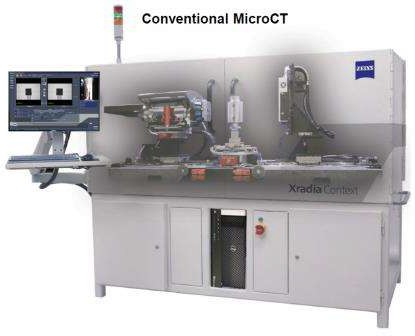 Conventional MicroCT
ZEISS
Xradia Context